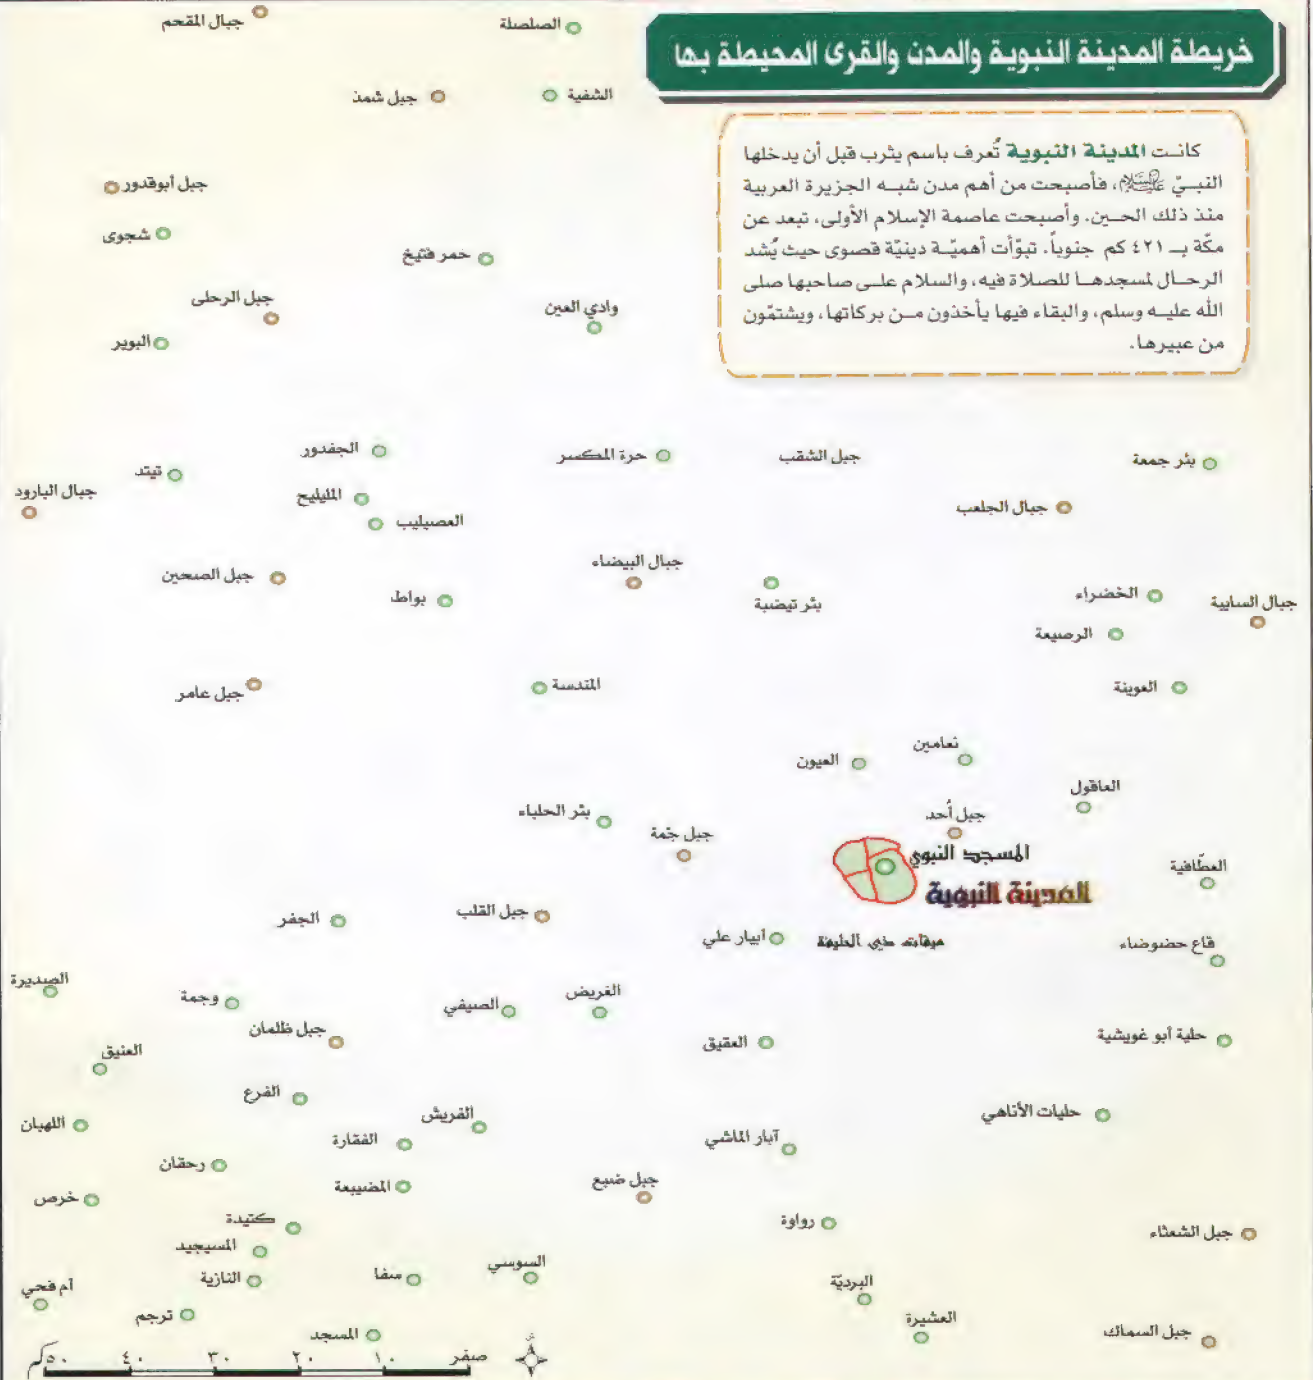 خريطة المدينة النبوية والمدن والقرى المحيطة بها
كانت المدينة النبوية تُعرف باسم يثرب قبل أن يدخلها
النبيّ ﷺ، فأصبحت من أهم مدن شبه الجزيرة العربية
منذ ذلك الحين. وأصبحت عاصمة الإسلام الأولى، تبعد عن
مكّة بـ ٤٢١ كم جنوباً. تبوّأت أهميّة دينيّة قصوى حيث يُشد
الرحال لمسجدها للصلاة فيه، والسلام على صاحبها صلى
الله عليه وسلم، والبقاء فيها يأخذون من بركاتها، ويشتمّون
من عبيرها.
الصلصلة
جبال المقحم
الشفية
جبل شمذ
جبل أبوقدور
شجوى
حمر فتيخ
جبل الرحلى
وادي العين
البوير
بئر جمعة
جبل الشقب
حرة المكسر
الجفدور
تيتد
جبال البارود
المليليح
جبال الجلعب
العصيليب
جبال البيضاء
جبل الصحين
بئر تيضبة
بواط
الخضراء
جبال السابية
الرصيعة
العوينة
المتدسة
جبل عامر
نعامين
العيون
العاقول
جبل أحد
بئر الحلباء
جبل جمة
المسجد النبوي
العطّافية
المدينة النبوية
جبل القلب
الجفر
أبيار علي
ميقات ذي الحليفة
قاع حضوضاء
الصديرة
وجمة
الصيفي
الغريض
جبل ظلمان
العقيق
حلية أبو غويشية
العنيق
الفرع
حليات الأناهي
الفريش
اللهبان
الفقارة
آبار الماشي
رحقان
المضيبعة
جبل ضبع
خرص
كتيدة
رواوة
جبل الشعثاء
المسيجيد
السوسي
سفا
النازية
أم فحي
البرديّة
ترجم
العشيرة
المسجد
جبل السماك
صفر ١٠ ٢٠ ٣٠ ٤٠ ٥٠كم
ش